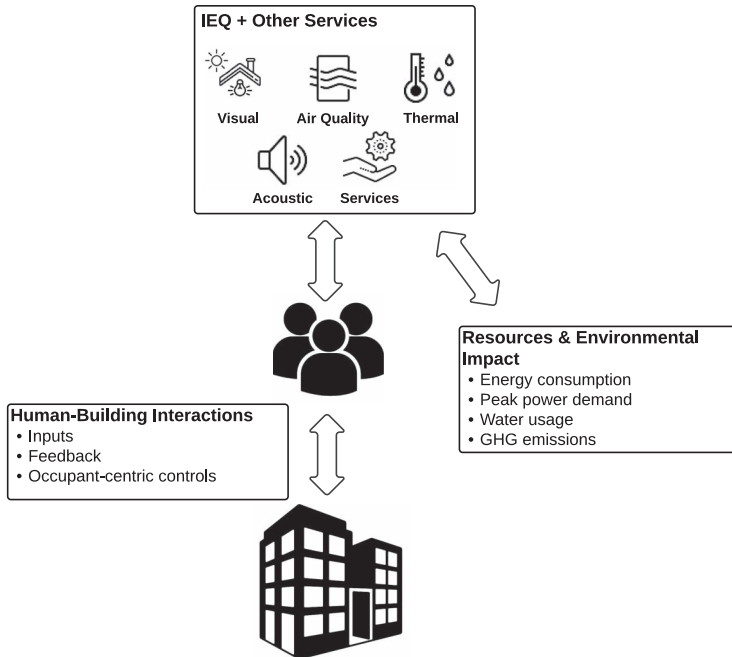 IEQ + Other Services
Visual
Air Quality
Thermal
Acoustic
Services
Resources & Environmental
Impact
• Energy consumption
• Peak power demand
• Water usage
• GHG emissions
Human-Building Interactions
• Inputs
• Feedback
• Occupant-centric controls